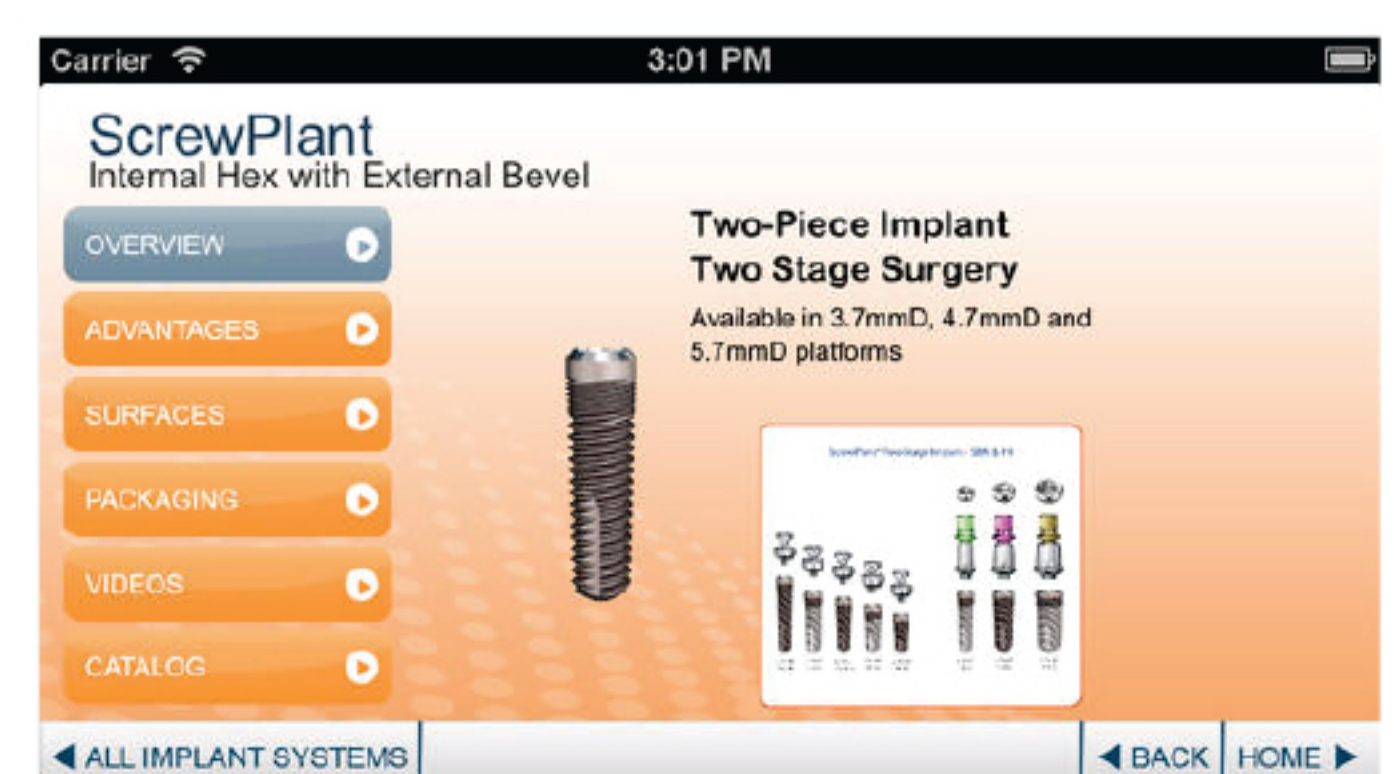 Carrier
3:01 PM
ScrewPlant
Internal Hex with External Bevel
OVERVIEW
ADVANTAGES
SURFACES
PACKAGING
VIDEOS
CATALOG
Two-Piece Implant
Two Stage Surgery
Available in 3.7mmD, 4.7mmD and
5.7mmD platforms
◀ ALL IMPLANT SYSTEMS
◀ BACK
HOME ▶